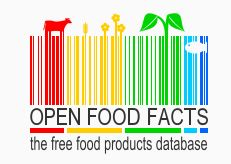 OPEN FOOD FACTS
the free food products database